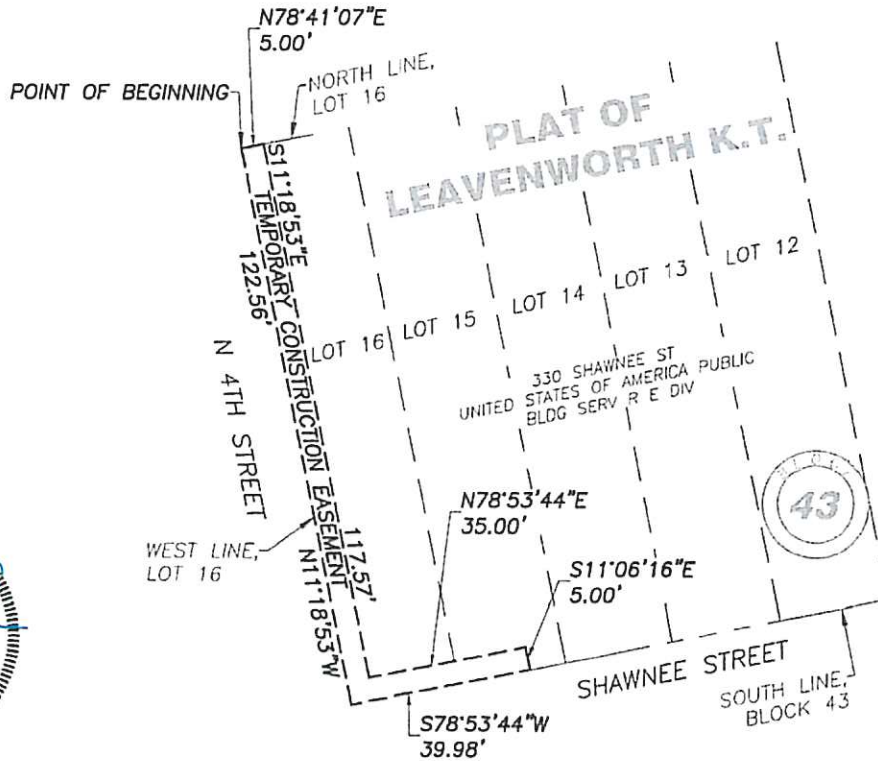 N78°41'07"E
5.00'
POINT OF BEGINNING
NORTH LINE,
LOT 16
PLAT OF
LEAVENWORTH K.T.
S11°18'53"E
TEMPORARY CONSTRUCTION EASEMENT
122.56'
117.57'
N11°18'53"W
N 4TH STREET
LOT 16
LOT 15
LOT 14
LOT 13
LOT 12
330 SHAWNEE ST
UNITED STATES OF AMERICA PUBLIC
BLDG SERV R E DIV
BLOCK
43
WEST LINE,
LOT 16
N78°53'44"E
35.00'
S11°06'16"E
5.00'
SHAWNEE STREET
SOUTH LINE,
BLOCK 43
S78°53'44"W
39.98'